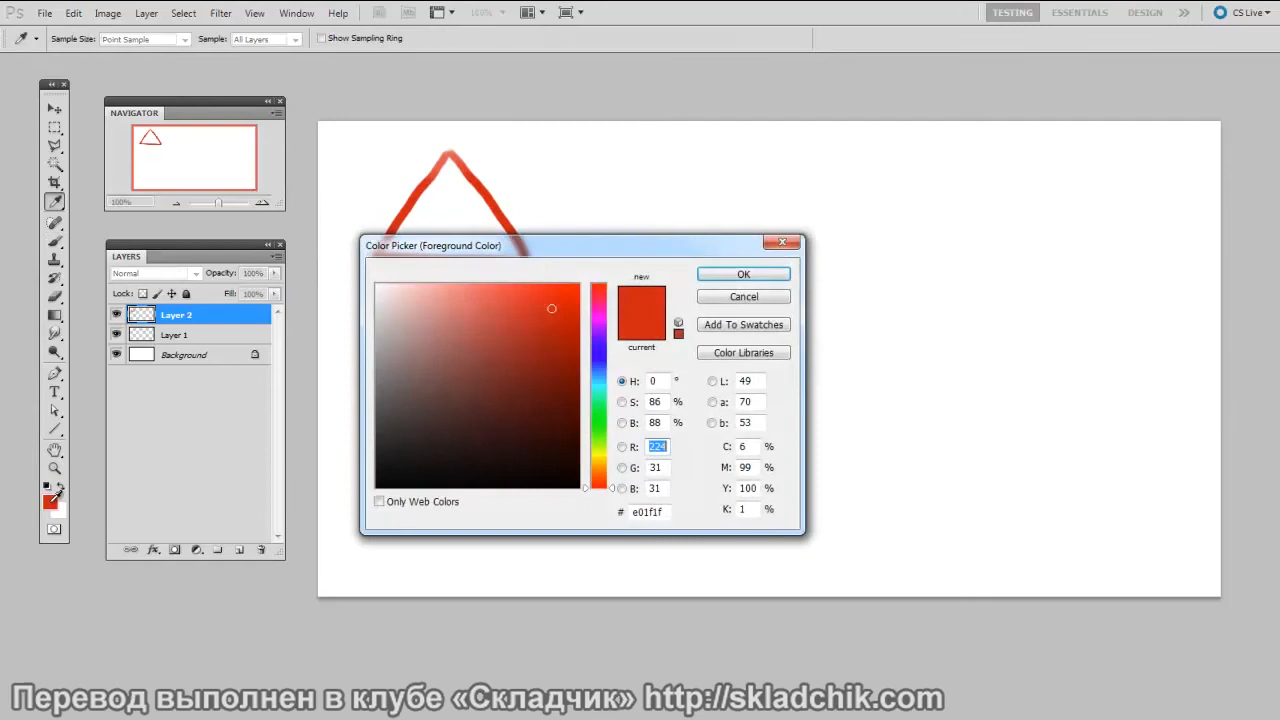 Ps File Edit Image Layer Select Filter View Window Help Br Mb 100% TESTING ESSENTIALS DESIGN CS Live
Sample Size: Point Sample Sample: All Layers Show Sampling Ring
NAVIGATOR
100%
LAYERS
Normal Opacity: 100%
Lock: Fill: 100%
Layer 2
Layer 1
Background
Color Picker (Foreground Color)
new
current
OK
Cancel
Add To Swatches
Color Libraries
H: 0 ° L: 49
S: 86 % a: 70
B: 88 % b: 53
R: 224 C: 6 %
G: 31 M: 99 %
B: 31 Y: 100 %
# e01f1f K: 1 %
Only Web Colors
Перевод выполнен в клубе «Складчик» http://skladchik.com